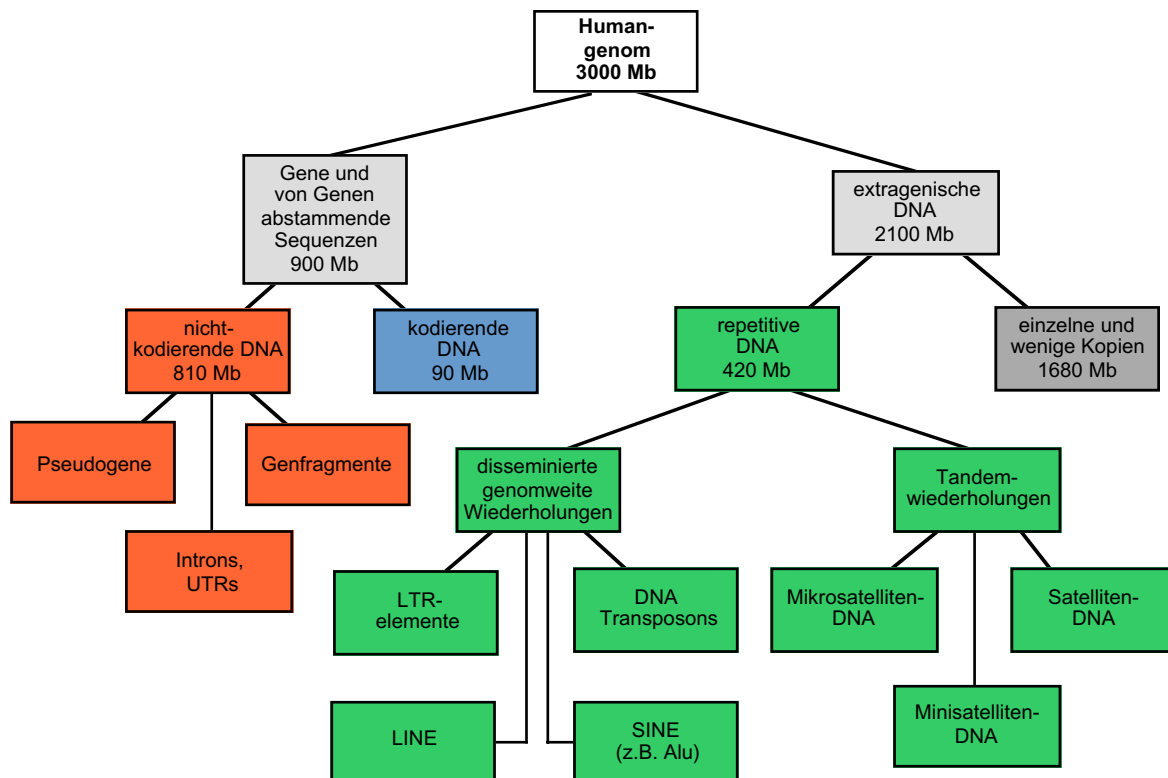 Human-
genom
3000 Mb
Gene und
von Genen
abstammende
Sequenzen
900 Mb
extragenische
DNA
2100 Mb
nicht-
kodierende DNA
810 Mb
kodierende
DNA
90 Mb
repetitive
DNA
420 Mb
einzelne und
wenige Kopien
1680 Mb
Pseudogene
Genfragmente
disseminierte
genomweite
Wiederholungen
Tandem-
wiederholungen
Introns,
UTRs
LTR-
elemente
DNA
Transposons
Mikrosatelliten-
DNA
Satelliten-
DNA
LINE
SINE
(z.B. Alu)
Minisatelliten-
DNA